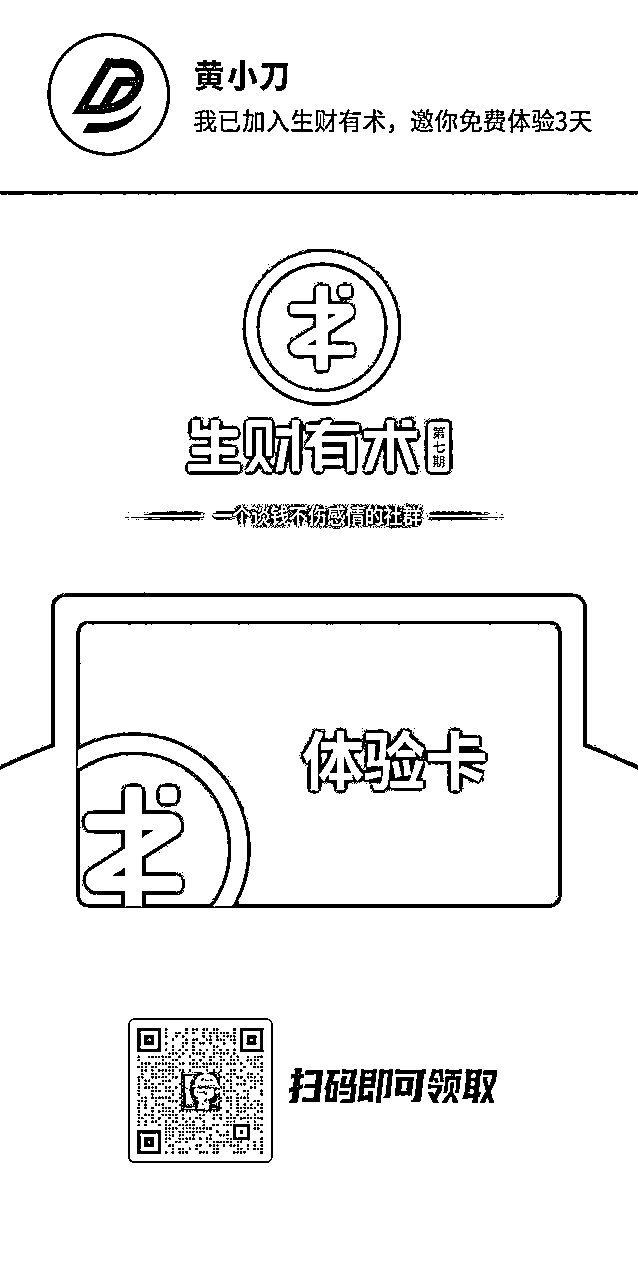 黄小刀
我已加入生财有术，邀你免费体验3天
生财有术
第七期
一个谈钱不伤感情的社群
体验卡
扫码即可领取